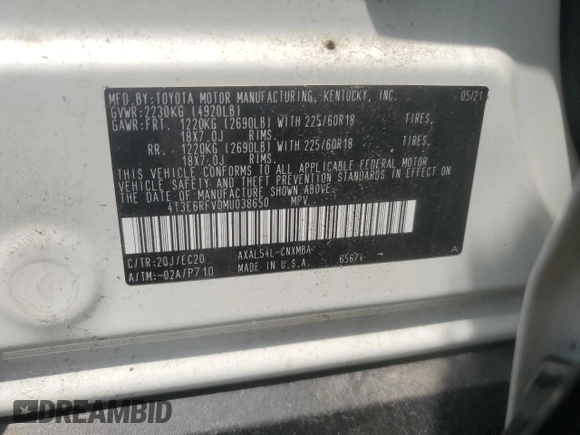 MFD.BY:TOYOTA MOTOR MANUFACTURING, KENTUCKY, INC. 05/21
GVWR:2230KG (4920LB)
GAWR:FRT. 1220KG (2690LB) WITH 225/60R18 TIRES,
18X7.0J RIMS.
RR. 1220KG (2690LB) WITH 225/60R18 TIRES,
18X7.0J RIMS.
THIS VEHICLE CONFORMS TO ALL APPLICABLE FEDERAL MOTOR
VEHICLE SAFETY AND THEFT PREVENTION STANDARDS IN EFFECT ON
THE DATE OF MANUFACTURE SHOWN ABOVE.
4T3E6RFV0MU038650 MPV
C/TR:2QJ/EC20 AXAL54L-CNXMBA A
A/TM:-02A/P710 MADE IN U.S.A. 65674
DREAMBID